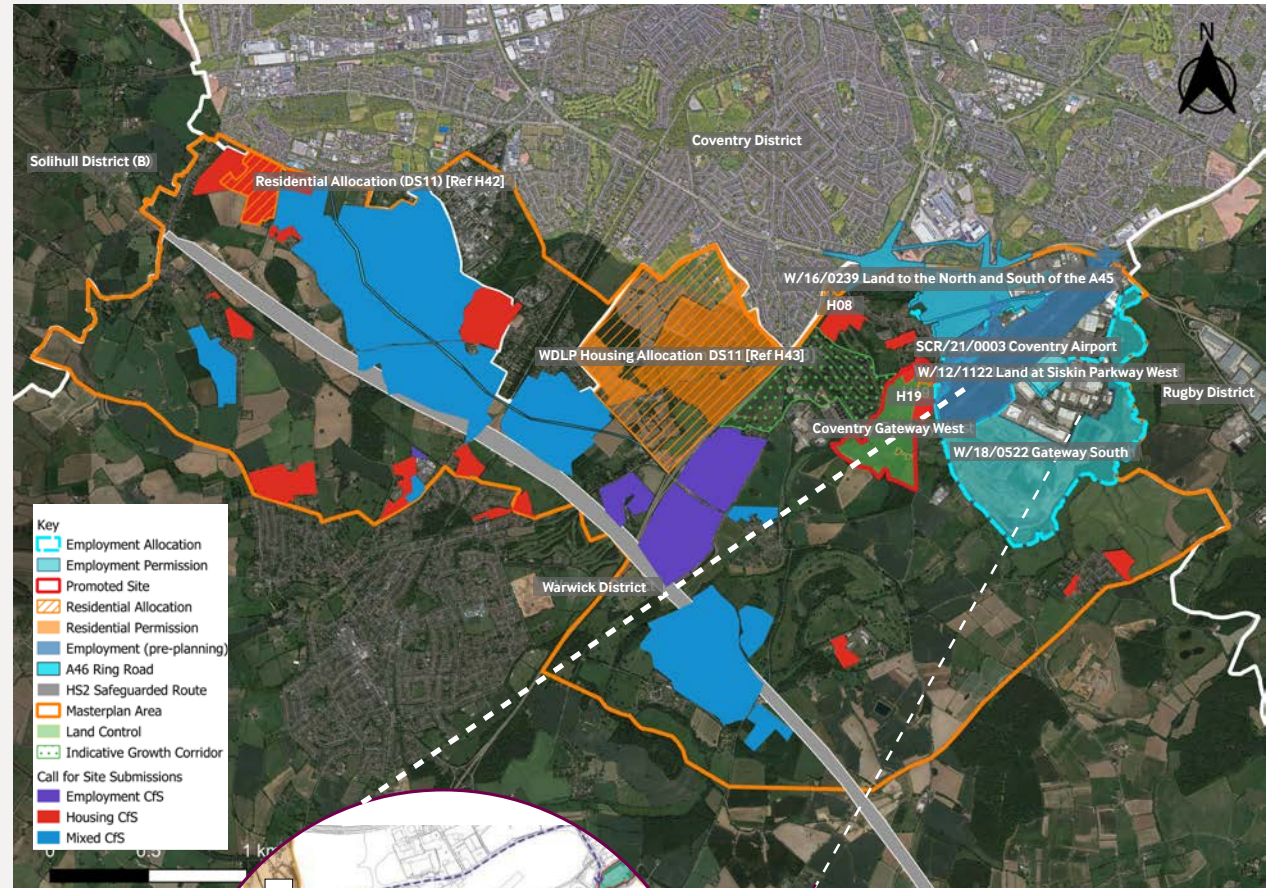 N
Coventry District
Solihull District (B)
Residential Allocation (DS11) [Ref H42]
W/16/0239 Land to the North and South of the A45
H08
SCR/21/0003 Coventry Airport
WDLP Housing Allocation DS11 [Ref H43]
W/12/1122 Land at Siskin Parkway West
Rugby District
H19
Coventry Gateway West
W/18/0522 Gateway South
Warwick District
Key
Employment Allocation
Employment Permission
Promoted Site
Residential Allocation
Residential Permission
Employment (pre-planning)
A46 Ring Road
HS2 Safeguarded Route
Masterplan Area
Land Control
Indicative Growth Corridor
Call for Site Submissions
Employment CfS
Housing CfS
Mixed CfS
0 0.5 1 km